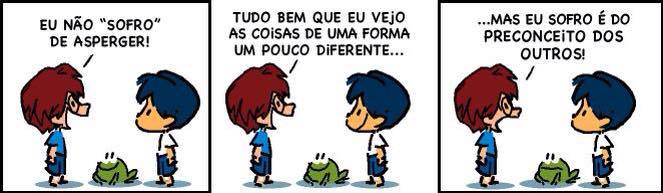 EU NÃO "SOFRO"
DE ASPERGER!
TUDO BEM QUE EU VEJO
AS COISAS DE UMA FORMA
UM POUCO DIFERENTE...
...MAS EU SOFRO É DO
PRECONCEITO DOS
OUTROS!